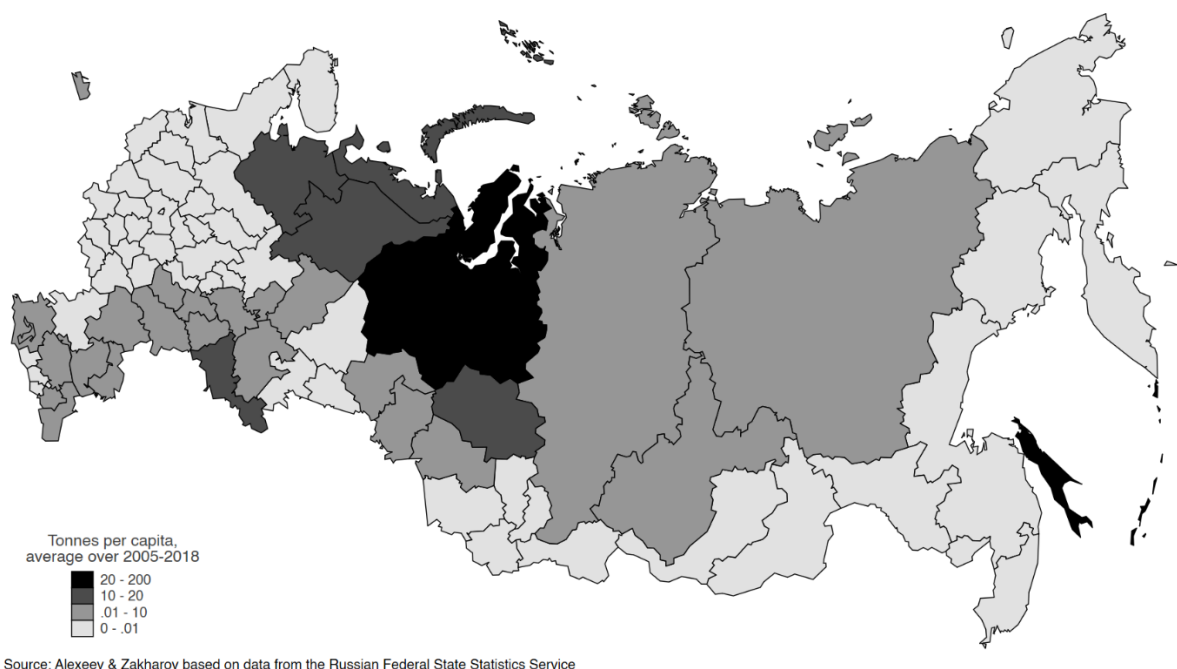 Tonnes per capita,
average over 2005-2018
20 - 200
10 - 20
.01 - 10
0 - .01
Source: Alexeev & Zakharov based on data from the Russian Federal State Statistics Service